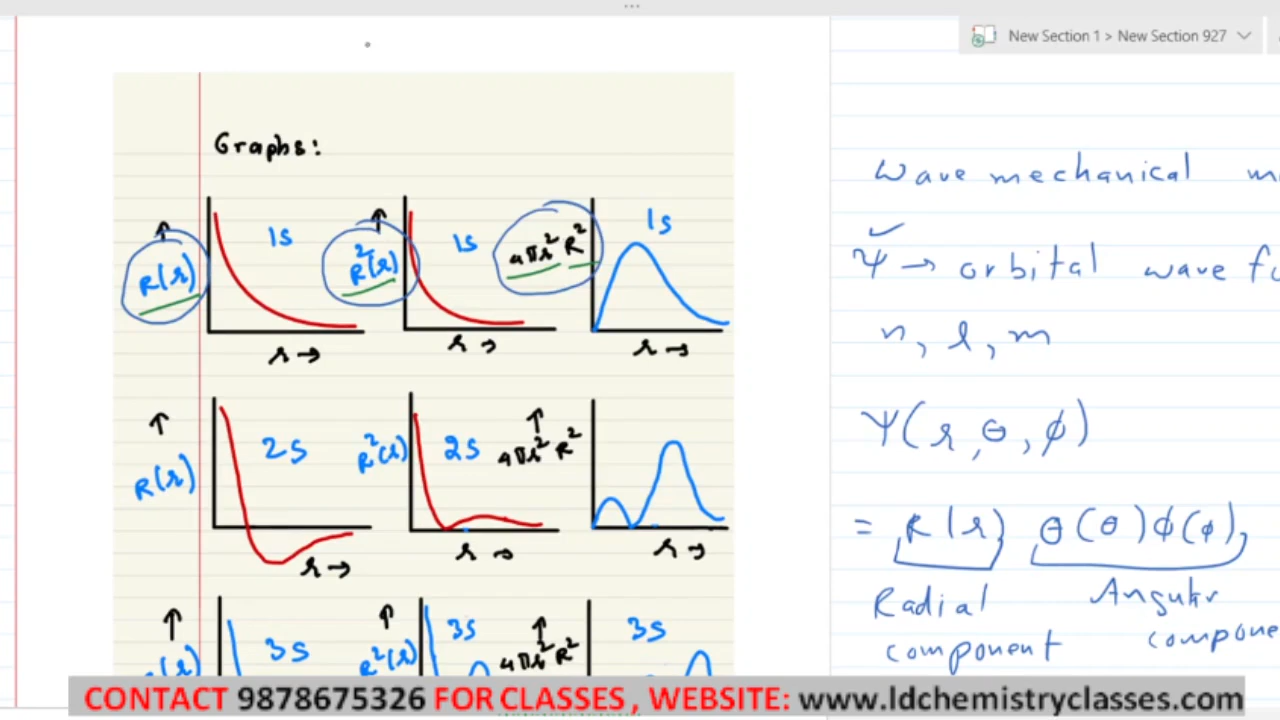 New Section 1 > New Section 927
Graphs:
R(r) 1s r→
R²(r) 1s r→
4πr²R² 1s r→
R(r) 2s r→
R²(r) 2s r→
4πr²R² r→
3s
R²(r) 3s
4πr²R² 3s
Wave mechanical
Ψ → orbital wave
n, l, m
Ψ(r, θ, φ)
= R(r) θ(θ) φ(φ)
Radial
component
Angular
CONTACT 9878675326 FOR CLASSES , WEBSITE: www.ldchemistryclasses.com